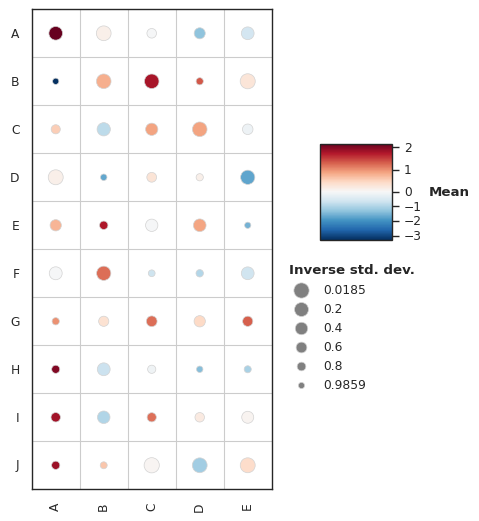 A
B
C
D
E
F
G
H
I
J
A B C D E
2
1
0
−1
−2
−3
Mean
Inverse std. dev.
0.0185
0.2
0.4
0.6
0.8
0.9859